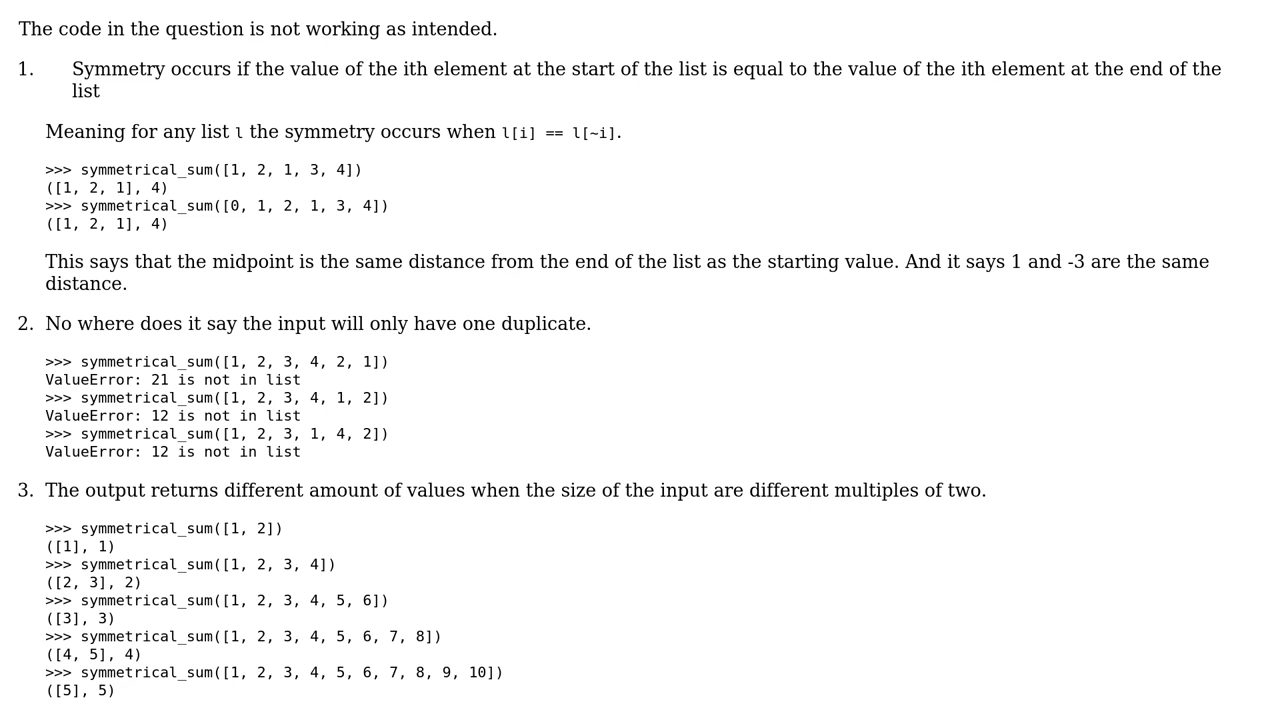 The code in the question is not working as intended.
1. Symmetry occurs if the value of the ith element at the start of the list is equal to the value of the ith element at the end of the
list
Meaning for any list l the symmetry occurs when l[i] == l[~i].
>>> symmetrical_sum([1, 2, 1, 3, 4])
([1, 2, 1], 4)
>>> symmetrical_sum([0, 1, 2, 1, 3, 4])
([1, 2, 1], 4)
This says that the midpoint is the same distance from the end of the list as the starting value. And it says 1 and -3 are the same
distance.
2. No where does it say the input will only have one duplicate.
>>> symmetrical_sum([1, 2, 3, 4, 2, 1])
ValueError: 21 is not in list
>>> symmetrical_sum([1, 2, 3, 4, 1, 2])
ValueError: 12 is not in list
>>> symmetrical_sum([1, 2, 3, 1, 4, 2])
ValueError: 12 is not in list
3. The output returns different amount of values when the size of the input are different multiples of two.
>>> symmetrical_sum([1, 2])
([1], 1)
>>> symmetrical_sum([1, 2, 3, 4])
([2, 3], 2)
>>> symmetrical_sum([1, 2, 3, 4, 5, 6])
([3], 3)
>>> symmetrical_sum([1, 2, 3, 4, 5, 6, 7, 8])
([4, 5], 4)
>>> symmetrical_sum([1, 2, 3, 4, 5, 6, 7, 8, 9, 10])
([5], 5)